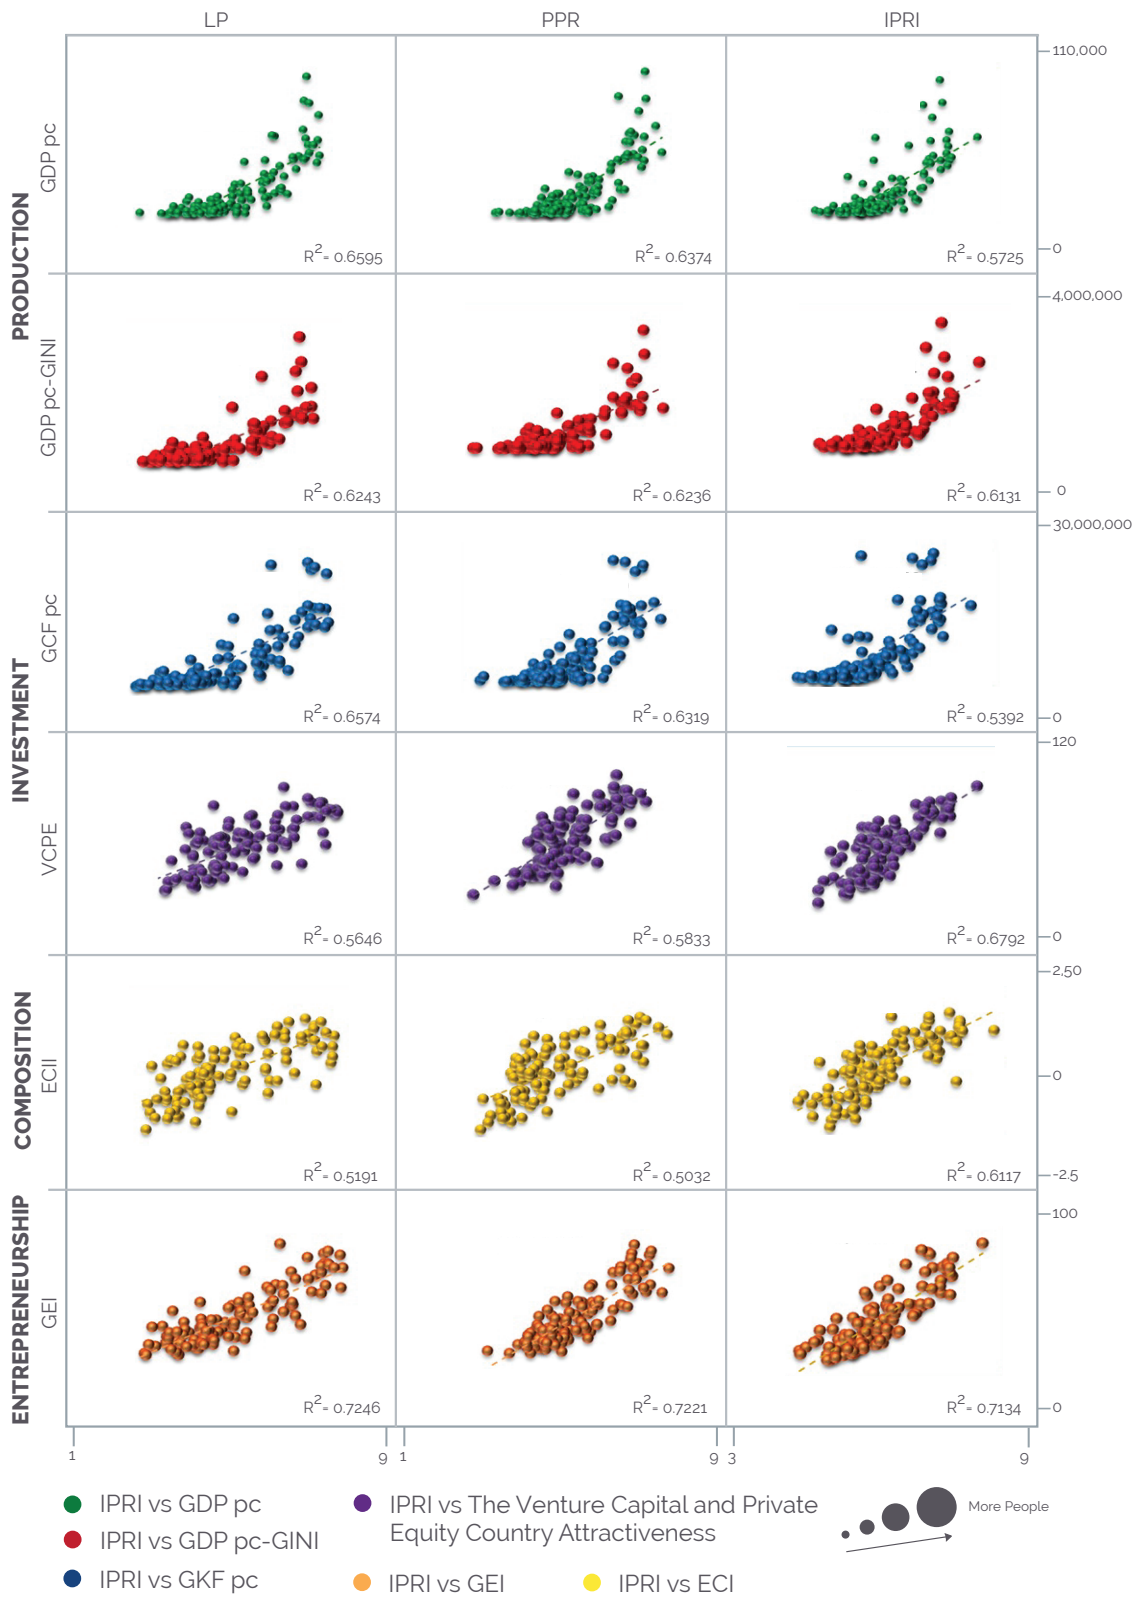 LP PPR IPRI
PRODUCTION
GDP pc
110,000
0
R2= 0.6595 R2= 0.6374 R2= 0.5725
GDP pc-GINI
4,000,000
0
R2= 0.6243 R2= 0.6236 R2= 0.6131
INVESTMENT
GCF pc
30,000,000
0
R2= 0.6574 R2= 0.6319 R2= 0.5392
VCPE
120
0
R2= 0.5646 R2= 0.5833 R2= 0.6792
COMPOSITION
ECII
2,50
0
-2.5
R2= 0.5191 R2= 0.5032 R2= 0.6117
ENTREPRENEURSHIP
GEI
100
0
R2= 0.7246 R2= 0.7221 R2= 0.7134
1 9 1 9 3 9
IPRI vs GDP pc
IPRI vs GDP pc-GINI
IPRI vs GKF pc
IPRI vs The Venture Capital and Private
Equity Country Attractiveness
IPRI vs GEI
IPRI vs ECI
More People